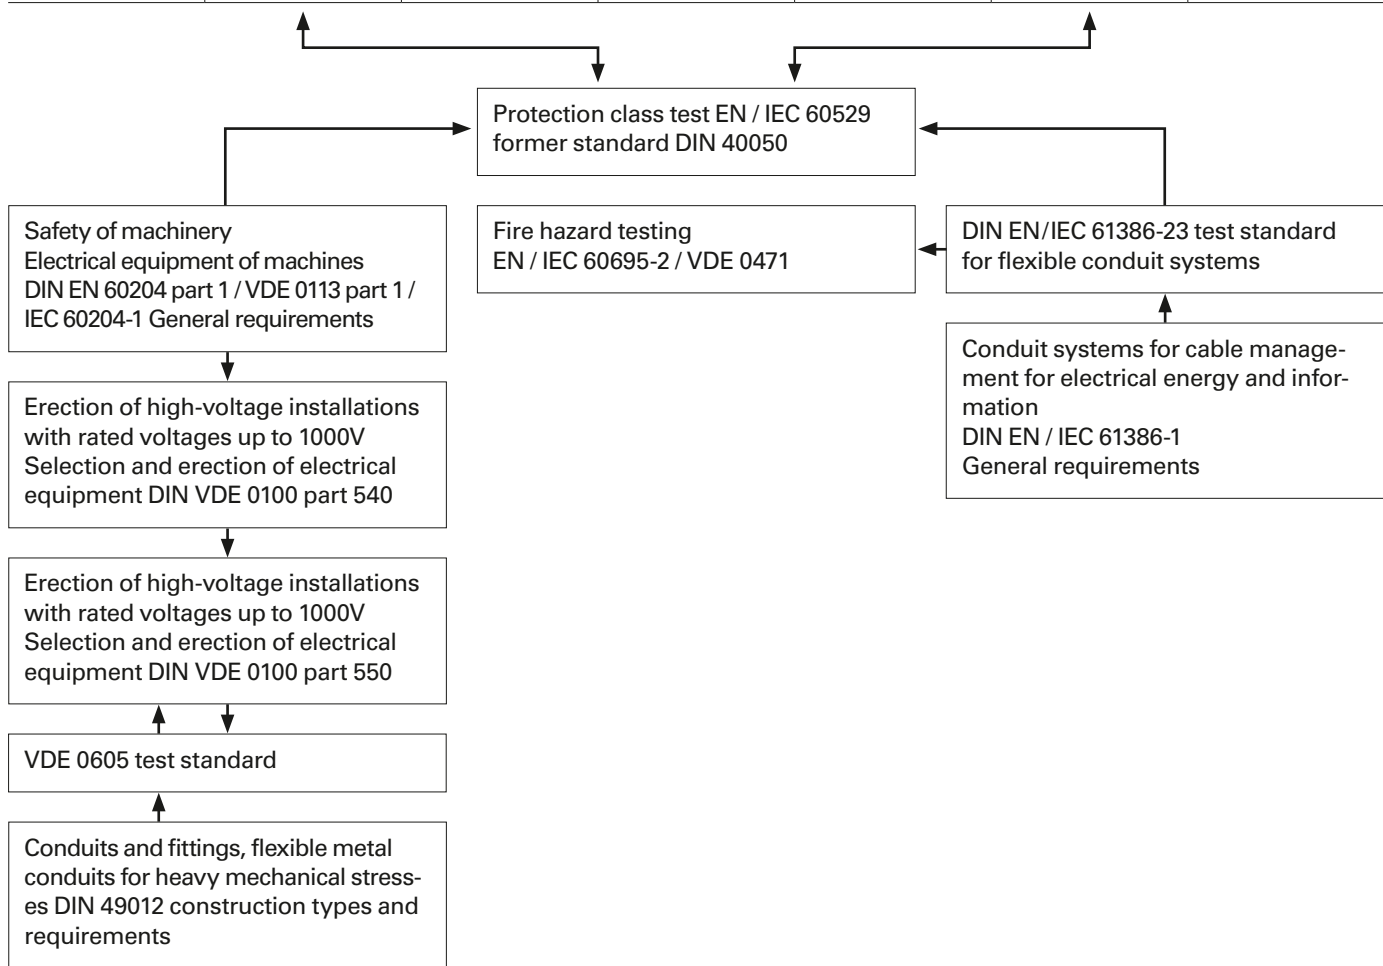 Protection class test EN / IEC 60529
former standard DIN 40050
Safety of machinery
Electrical equipment of machines
DIN EN 60204 part 1 / VDE 0113 part 1 /
IEC 60204-1 General requirements
Fire hazard testing
EN / IEC 60695-2 / VDE 0471
DIN EN/IEC 61386-23 test standard
for flexible conduit systems
Conduit systems for cable manage-
ment for electrical energy and infor-
mation
DIN EN / IEC 61386-1
General requirements
Erection of high-voltage installations
with rated voltages up to 1000V
Selection and erection of electrical
equipment DIN VDE 0100 part 540
Erection of high-voltage installations
with rated voltages up to 1000V
Selection and erection of electrical
equipment DIN VDE 0100 part 550
VDE 0605 test standard
Conduits and fittings, flexible metal
conduits for heavy mechanical stress-
es DIN 49012 construction types and
requirements